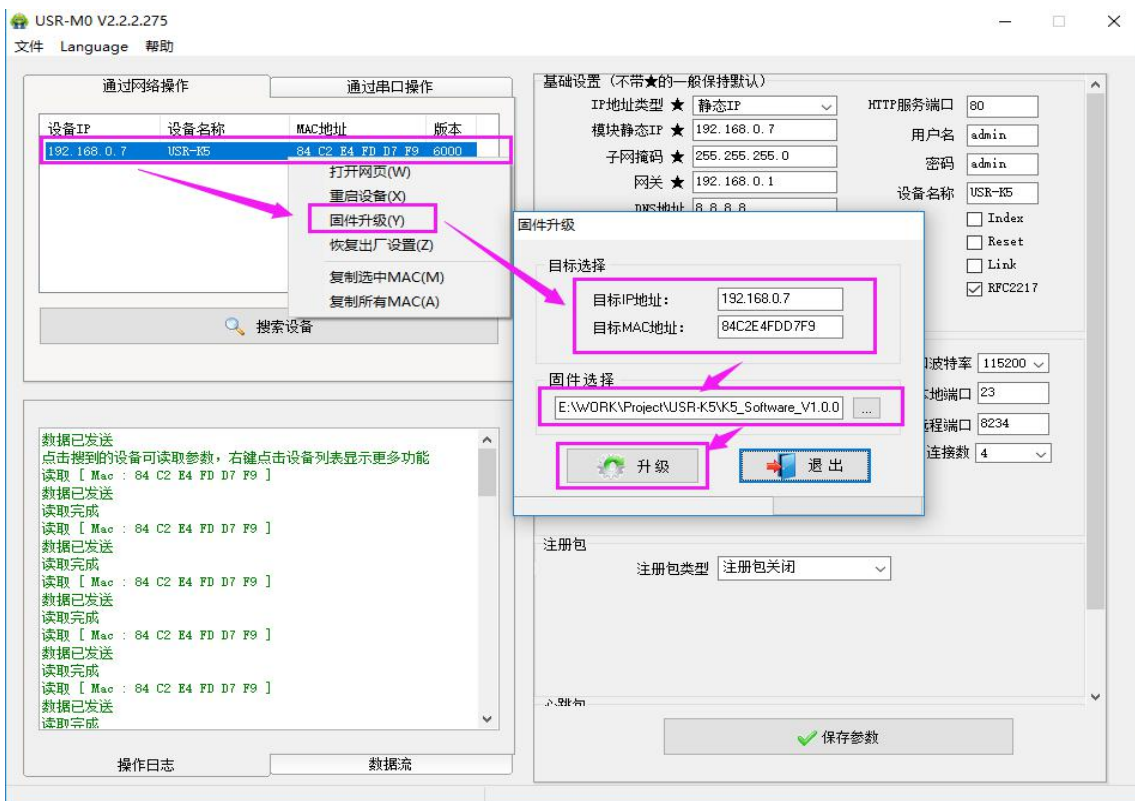 USR-M0 V2.2.2.275
文件 Language 帮助
通过网络操作 通过串口操作
设备IP 设备名称 MAC地址 版本
192.168.0.7 USR-K5 84 C2 E4 FD D7 F9 6000
打开网页(W)
重启设备(X)
固件升级(Y)
恢复出厂设置(Z)
复制选中MAC(M)
复制所有MAC(A)
搜索设备
数据已发送
点击搜到的设备可读取参数，右键点击设备列表显示更多功能
读取 [ Mac : 84 C2 E4 FD D7 F9 ]
数据已发送
读取完成
读取 [ Mac : 84 C2 E4 FD D7 F9 ]
数据已发送
读取完成
读取 [ Mac : 84 C2 E4 FD D7 F9 ]
数据已发送
读取完成
读取 [ Mac : 84 C2 E4 FD D7 F9 ]
数据已发送
读取完成
读取 [ Mac : 84 C2 E4 FD D7 F9 ]
数据已发送
读取完成
操作日志 数据流
基础设置（不带★的一般保持默认）
IP地址类型 ★ 静态IP
模块静态IP ★ 192.168.0.7
子网掩码 ★ 255.255.255.0
网关 ★ 192.168.0.1
DNS地址 8.8.8.8
HTTP服务端口 80
用户名 admin
密码 admin
设备名称 USR-K5
Index
Reset
Link
RFC2217
固件升级
目标选择
目标IP地址： 192.168.0.7
目标MAC地址： 84C2E4FDD7F9
固件选择
E:\WORK\Project\USR-K5\K5_Software_V1.0.0 ...
升级 退出
波特率 115200
地端口 23
程端口 8234
连接数 4
注册包
注册包类型 注册包关闭
心跳包
保存参数